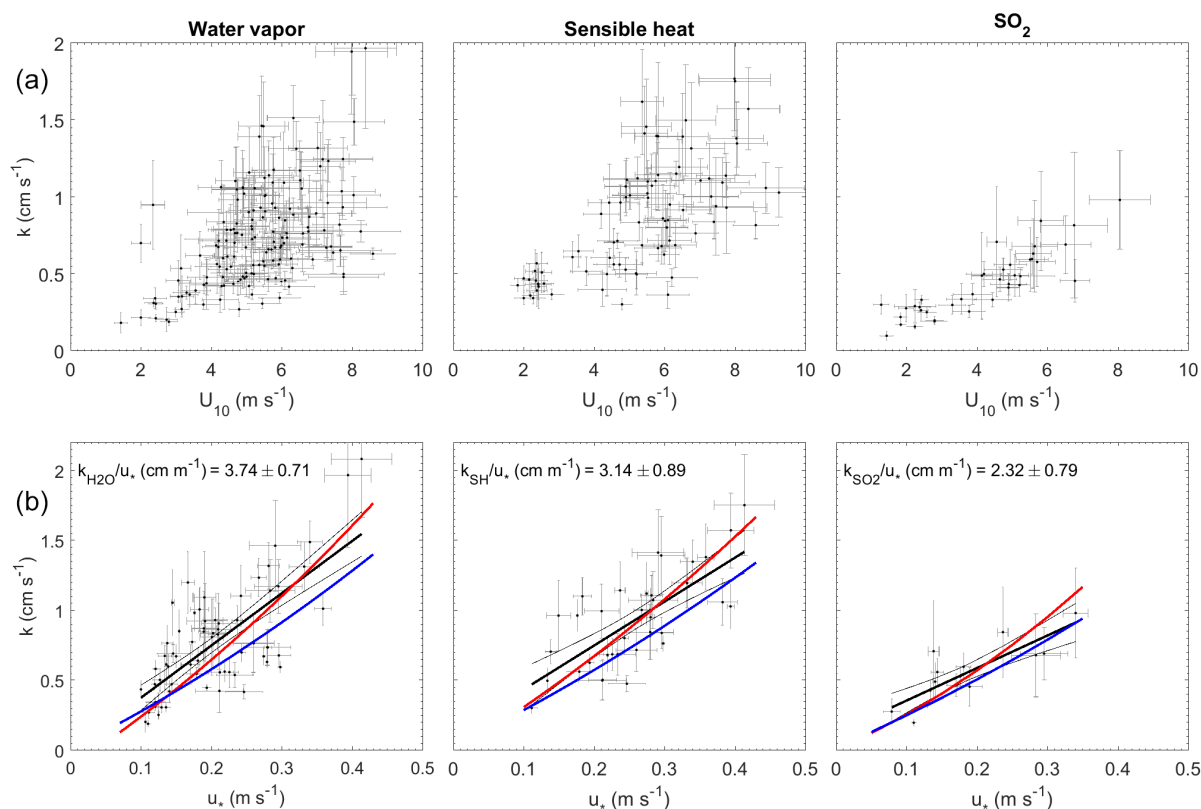 Water vapor
Sensible heat
SO2
(a)
k (cm s-1)
2
1.5
1
0.5
0
0 2 4 6 8 10
0 2 4 6 8 10
0 2 4 6 8 10
U10 (m s-1)
U10 (m s-1)
U10 (m s-1)
(b)
k (cm s-1)
kH2O/u* (cm m-1) = 3.74 ± 0.71
kSH/u* (cm m-1) = 3.14 ± 0.89
kSO2/u* (cm m-1) = 2.32 ± 0.79
2
1.5
1
0.5
0
0 0.1 0.2 0.3 0.4 0.5
0 0.1 0.2 0.3 0.4 0.5
0 0.1 0.2 0.3 0.4 0.5
u* (m s-1)
u* (m s-1)
u* (m s-1)